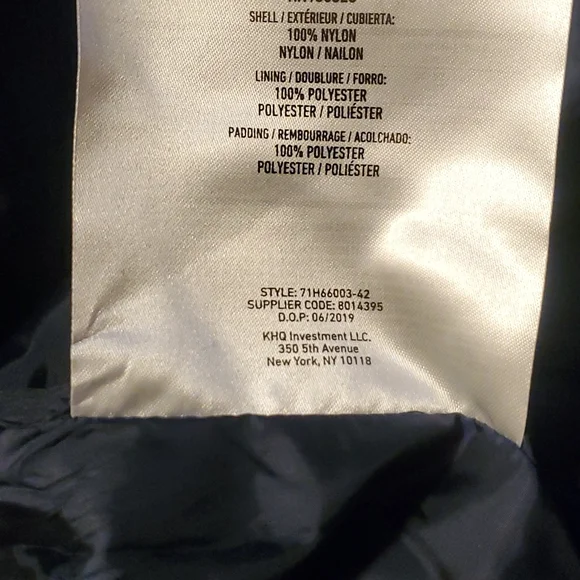 SHELL / EXTÉRIEUR / CUBIERTA:
100% NYLON
NYLON / NAILON
LINING / DOUBLURE / FORRO:
100% POLYESTER
POLYESTER / POLIÉSTER
PADDING / REMBOURRAGE / ACOLCHADO:
100% POLYESTER
POLYESTER / POLIÉSTER
STYLE: 71H66003-42
SUPPLIER CODE: 8014395
D.O.P: 06/2019
KHQ Investment LLC.
350 5th Avenue
New York, NY 10118